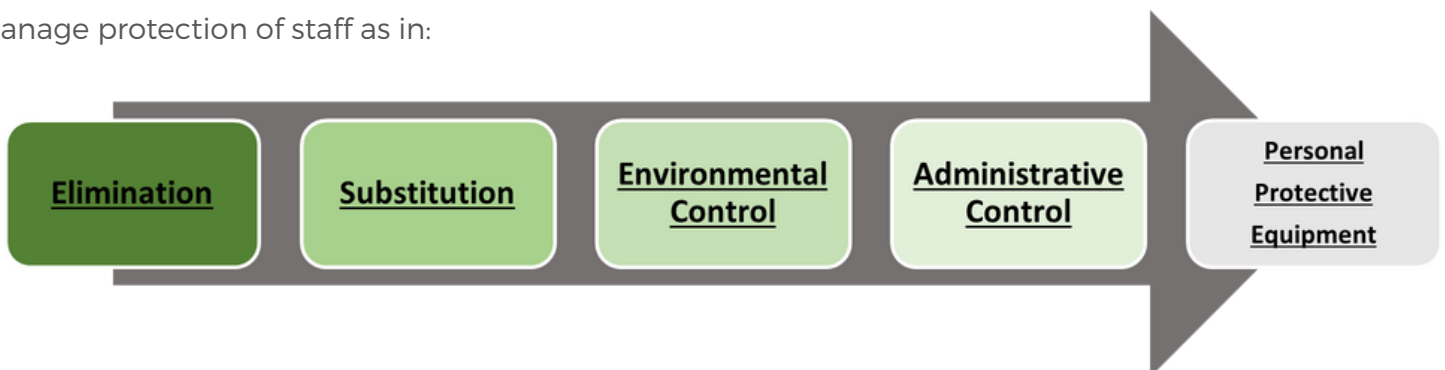 anage protection of staff as in:
Elimination
Substitution
Environmental
Control
Administrative
Control
Personal
Protective
Equipment